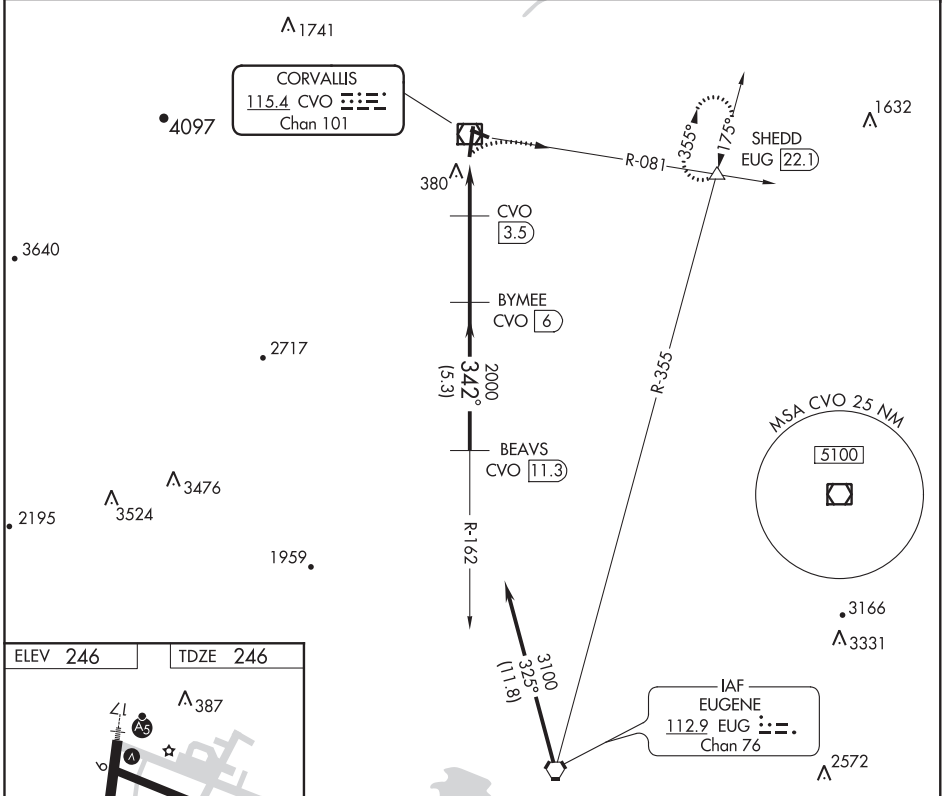 1741
CORVALLIS
115.4 CVO
Chan 101
4097
1632
355°
175°
SHEDD
EUG 22.1
R-081
380
CVO
3.5
3640
BYMEE
CVO 6
2717
2000
342°
(5.3)
R-355
MSA CVO 25 NM
5100
BEAVS
CVO 11.3
3476
3524
2195
R-162
1959
3166
3331
3100
325°
(11.8)
IAF
EUGENE
112.9 EUG
Chan 76
2572
ELEV 246
TDZE 246
387
17
A5
V
9